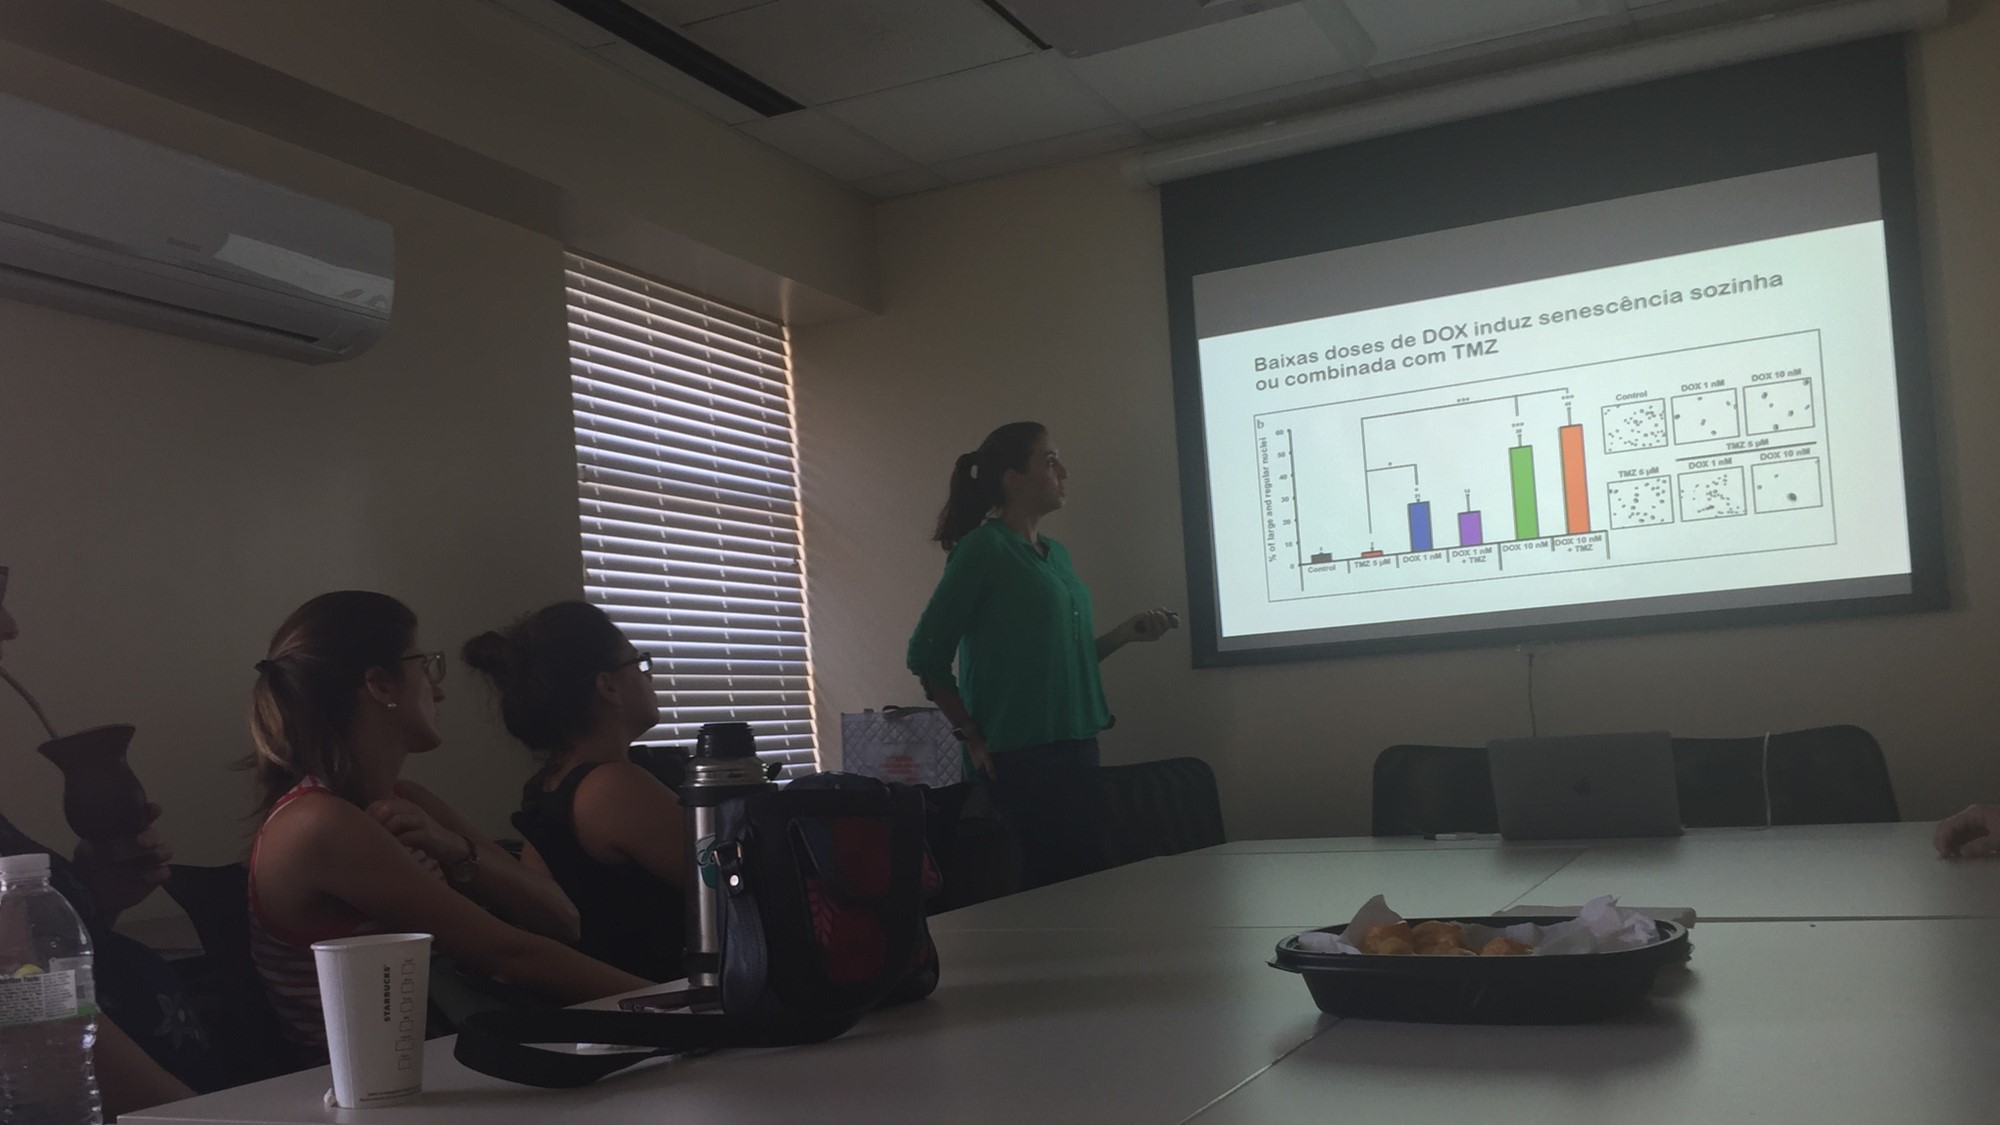 Baixas doses de DOX induz senescência sozinha
ou combinada com TMZ
b
% of large and regular nuclei
60
50
40
30
20
10
0
***
*
***
***
Control
TMZ 5 µM
DOX 1 nM
DOX 1 nM
+ TMZ
DOX 10 nM
DOX 10 nM
+ TMZ
Control
DOX 1 nM
DOX 10 nM
TMZ 5 µM
TMZ 5 µM
DOX 1 nM
DOX 10 nM
STARBUCKS
Nutrition Facts